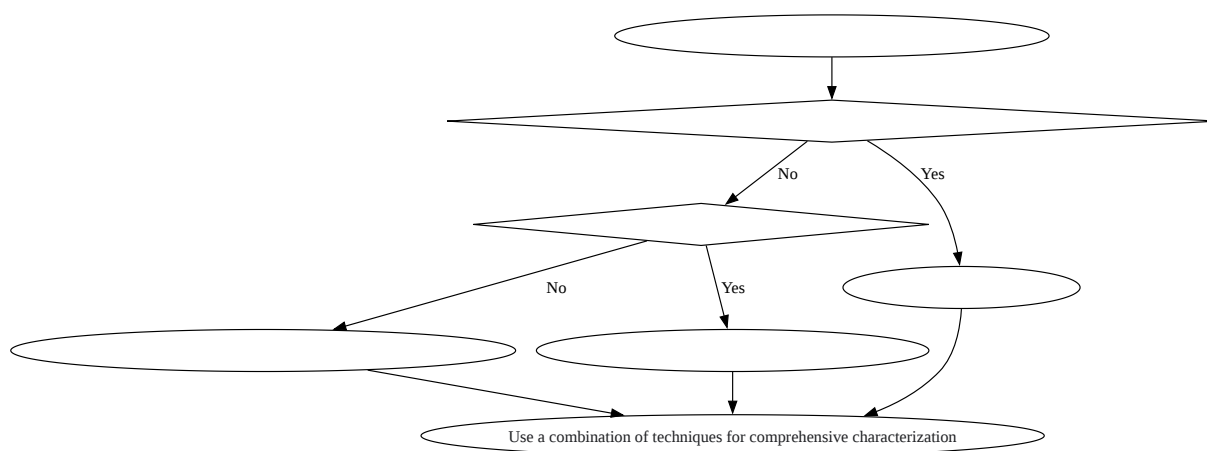 No
Yes
No
Yes
Use a combination of techniques for comprehensive characterization